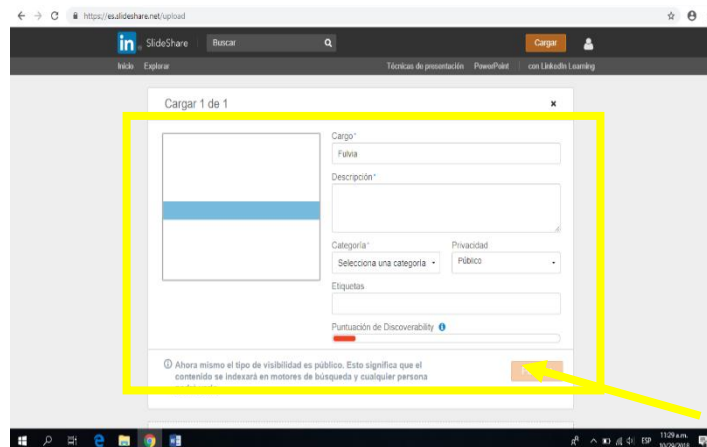 https://es.slideshare.net/upload
in SlideShare Buscar Cargar
Inicio Explorar Técnicas de presentación PowerPoint con LinkedIn Learning
Cargar 1 de 1 x
Cargo*
Fulvia
Descripción*
Categoría* Privacidad
Selecciona una categoría Público
Etiquetas
Puntuación de Discoverability
Ahora mismo el tipo de visibilidad es público. Esto significa que el
contenido se indexará en motores de búsqueda y cualquier persona
ESP 11:29 a.m.
10/29/2018